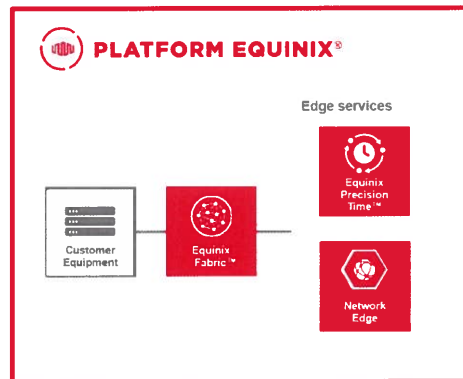 PLATFORM EQUINIX®
Edge services
Equinix
Precision
Time™
Customer
Equipment
Equinix
Fabric™
Network
Edge